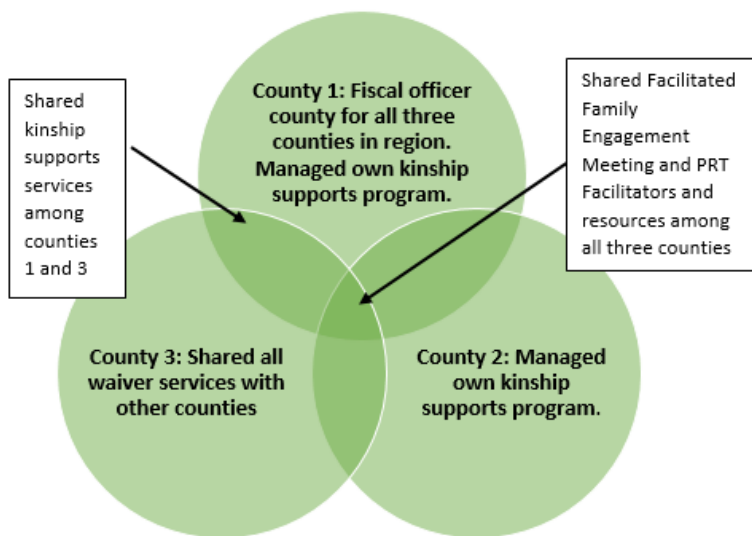 Shared
kinship
supports
services
among
counties
1 and 3
County 1: Fiscal officer
county for all three
counties in region.
Managed own kinship
supports program.
Shared Facilitated
Family
Engagement
Meeting and PRT
Facilitators and
resources among
all three counties
County 3: Shared all
waiver services with
other counties
County 2: Managed
own kinship
supports program.